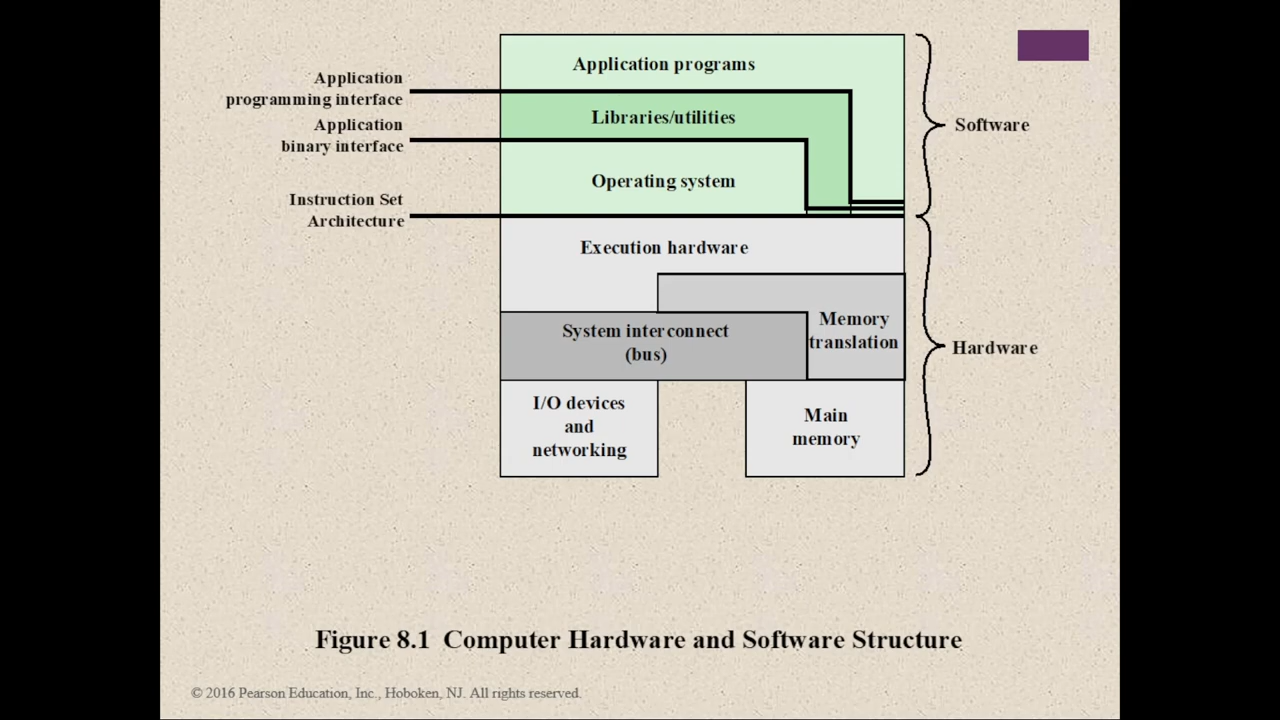 Application programs
Application
programming interface
Libraries/utilities
Application
binary interface
Software
Operating system
Instruction Set
Architecture
Execution hardware
Memory
translation
System interconnect
(bus)
Hardware
I/O devices
and
networking
Main
memory
Figure 8.1 Computer Hardware and Software Structure
© 2016 Pearson Education, Inc., Hoboken, NJ. All rights reserved.